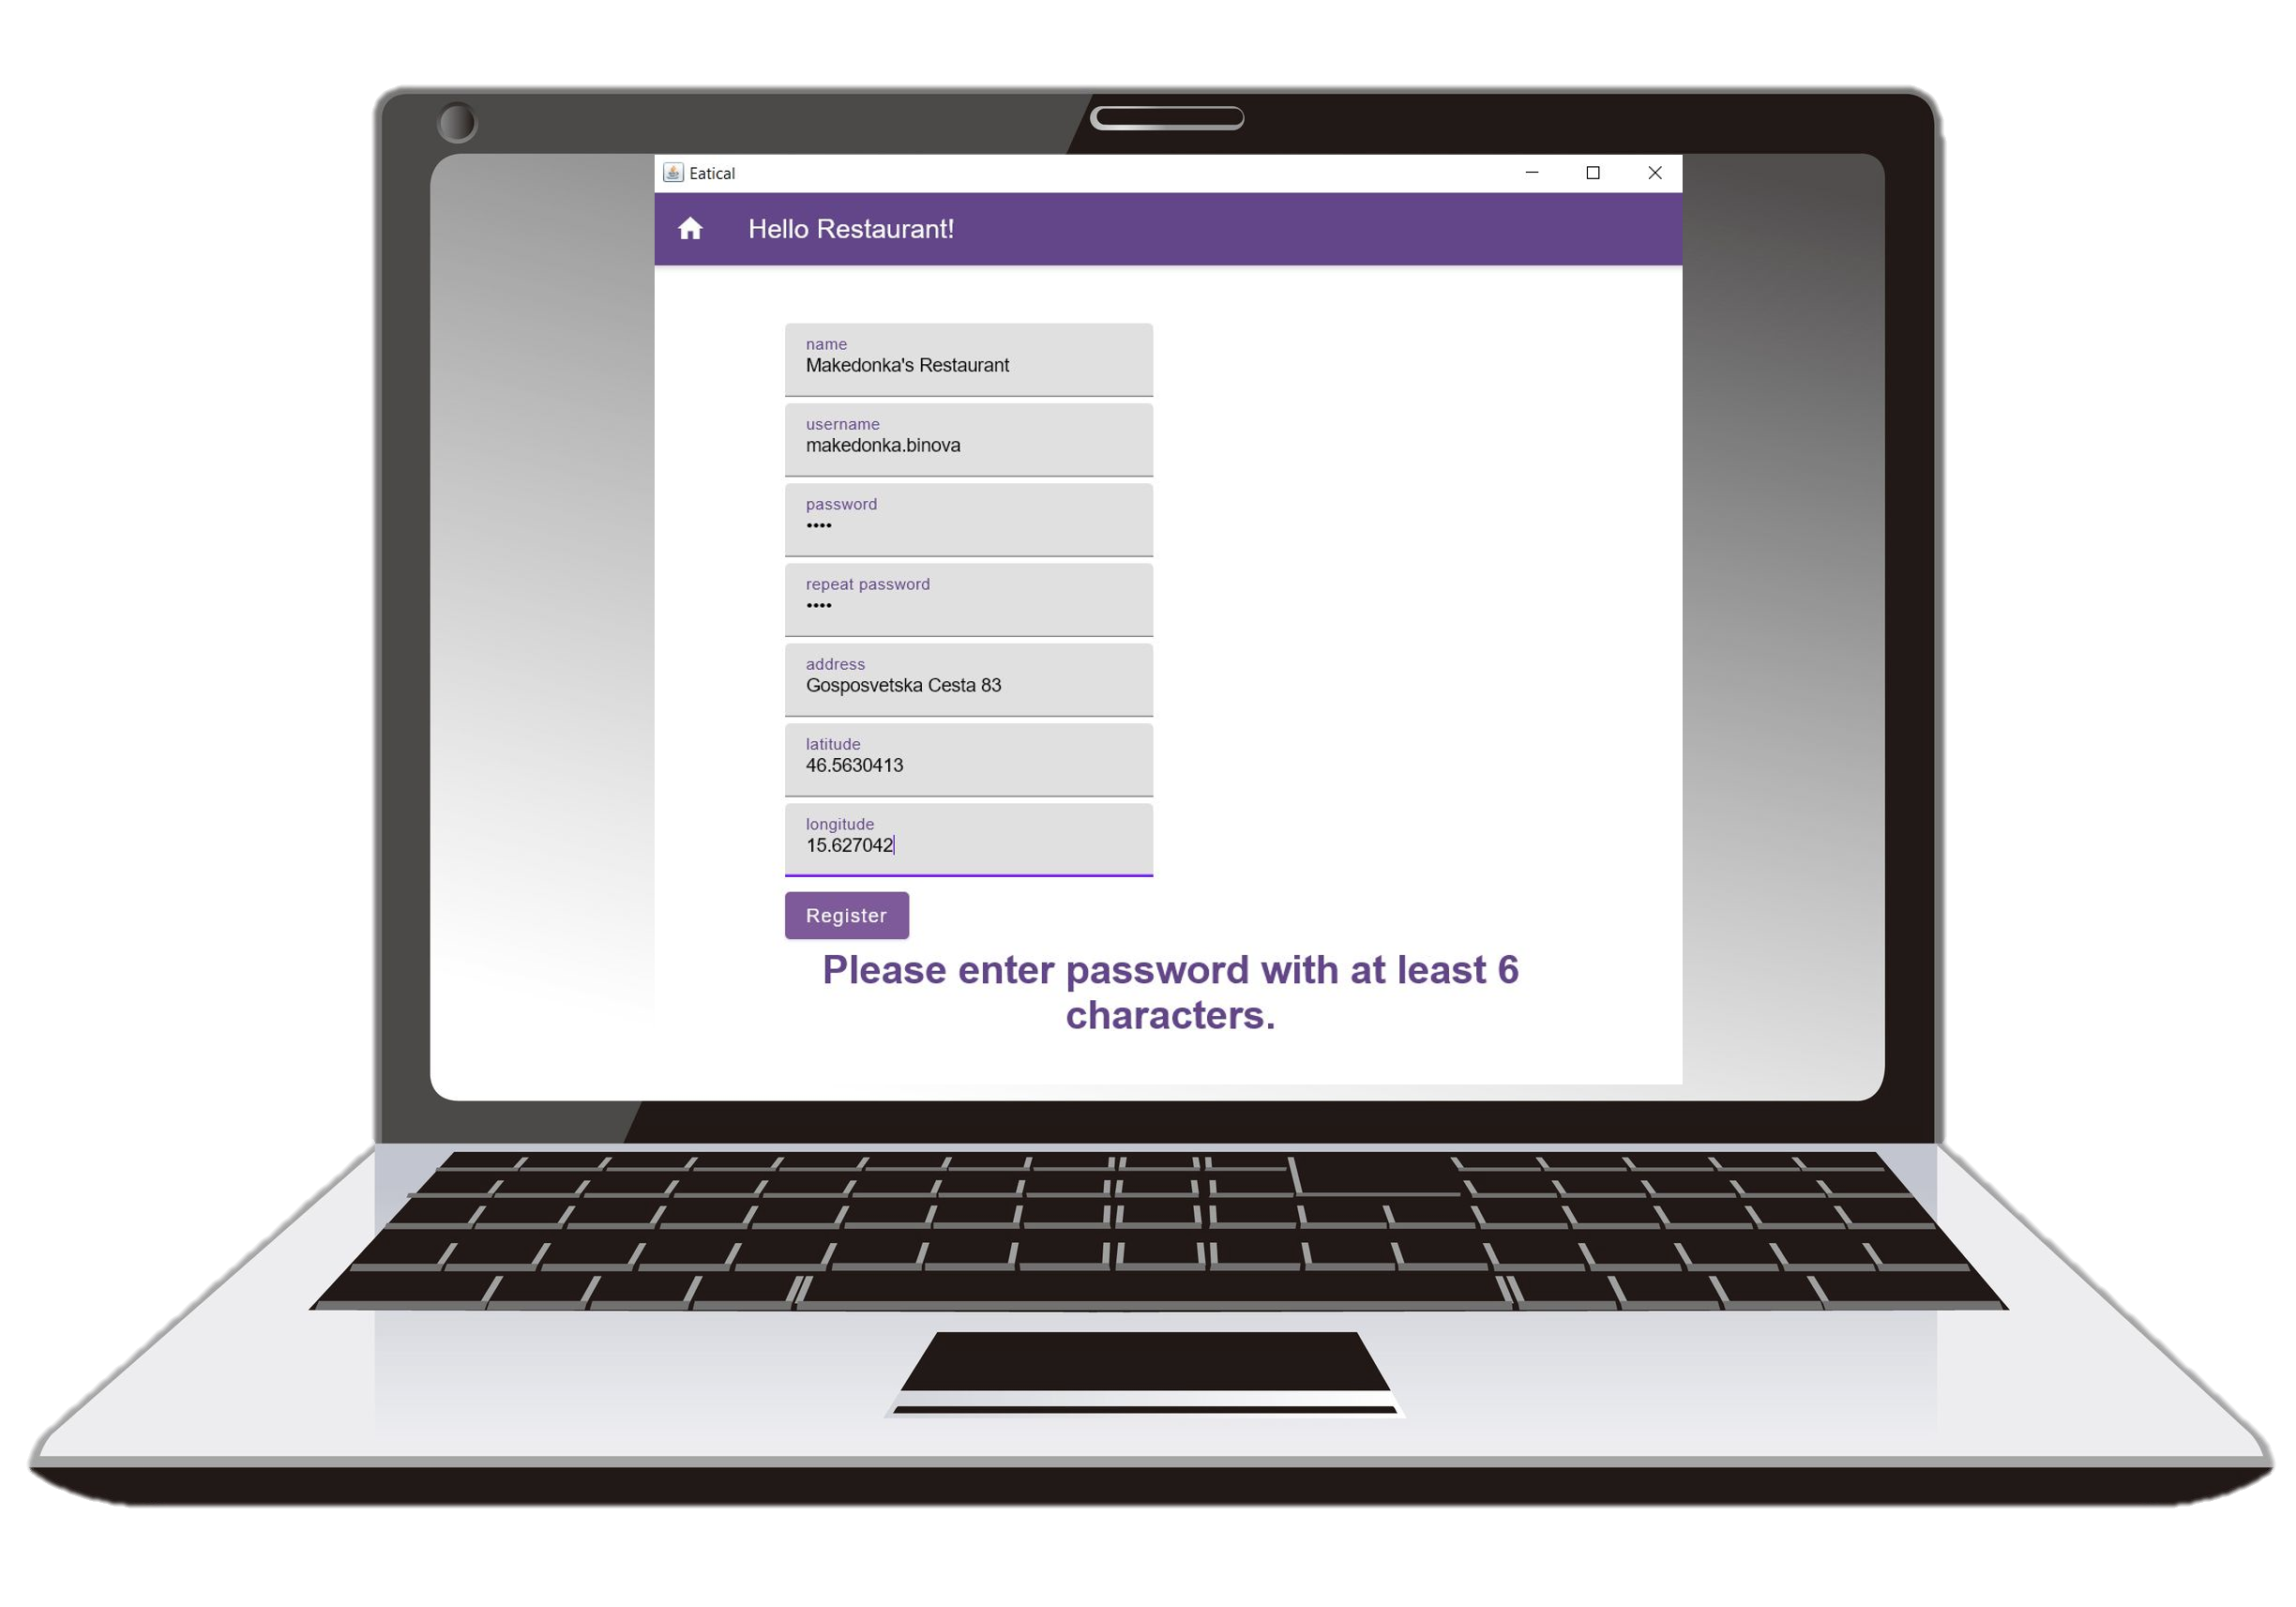 Eatical
Hello Restaurant!
name
Makedonka's Restaurant
username
makedonka.binova
password
••••
repeat password
••••
address
Gosposvetska Cesta 83
latitude
46.5630413
longitude
15.627042
Register
Please enter password with at least 6
characters.